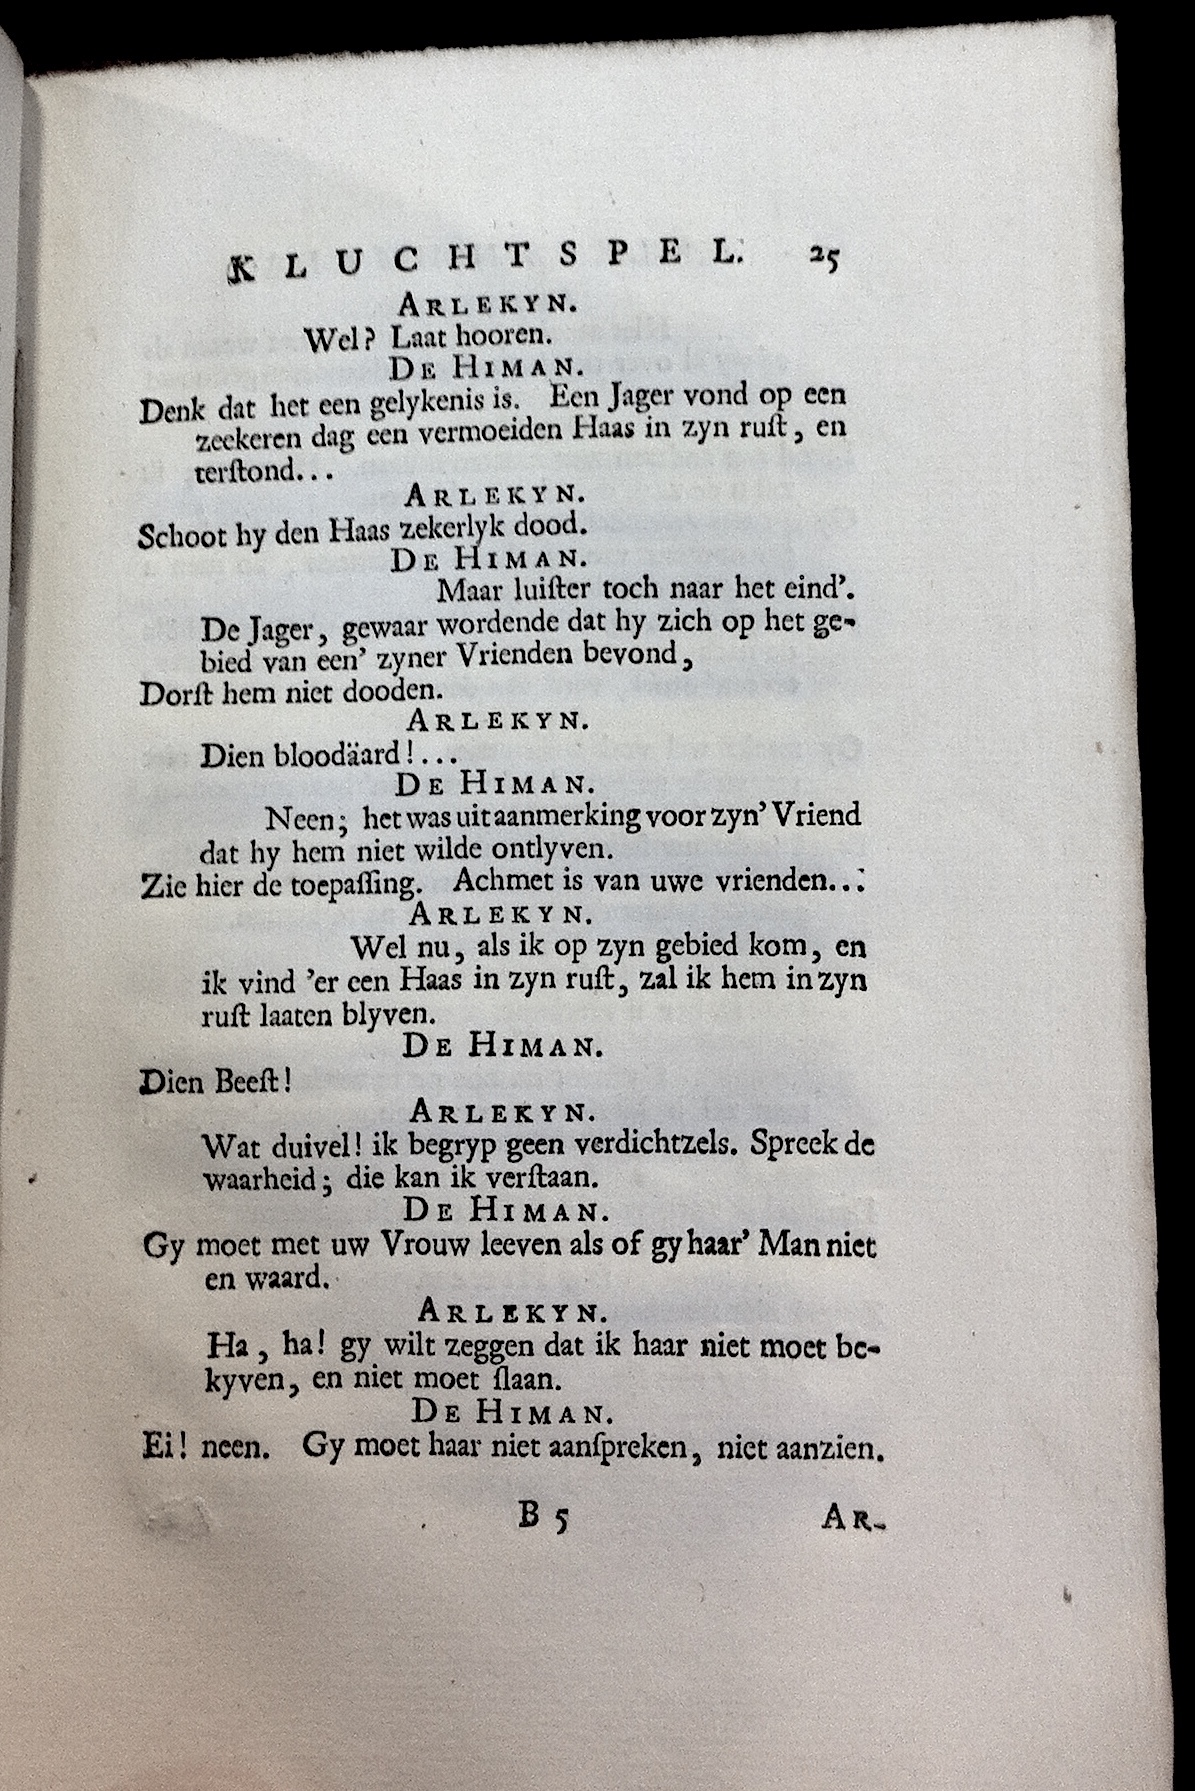 KLUCHTSPEL. 25
ARLEKYN.
Wel? Laat hooren.
DE HIMAN.
Denk dat het een gelykenis is. Een Jager vond op een
zeekeren dag een vermoeiden Haas in zyn ruſt, en
terſtond...
ARLEKYN.
Schoot hy den Haas zekerlyk dood.
DE HIMAN.
Maar luiſter toch naar het eind’.
De Jager, gewaar wordende dat hy zich op het ge-
bied van een’ zyner Vrienden bevond,
Dorſt hem niet dooden.
ARLEKYN.
Dien bloodäard!...
DE HIMAN.
Neen; het was uit aanmerking voor zyn’ Vriend
dat hy hem niet wilde ontlyven.
Zie hier de toepaſſing. Achmet is van uwe vrienden...
ARLEKYN.
Wel nu, als ik op zyn gebied kom, en
ik vind ’er een Haas in zyn ruſt, zal ik hem in zyn
ruſt laaten blyven.
DE HIMAN.
Dien Beeſt!
ARLEKYN.
Wat duivel! ik begryp geen verdichtzels. Spreek de
waarheid; die kan ik verſtaan.
DE HIMAN.
Gy moet met uw Vrouw leeven als of gy haar’ Man niet
en waard.
ARLEKYN.
Ha, ha! gy wilt zeggen dat ik haar niet moet be-
kyven, en niet moet ſlaan.
DE HIMAN.
Ei! neen. Gy moet haar niet aanſpreken, niet aanzien.
B 5 AR-